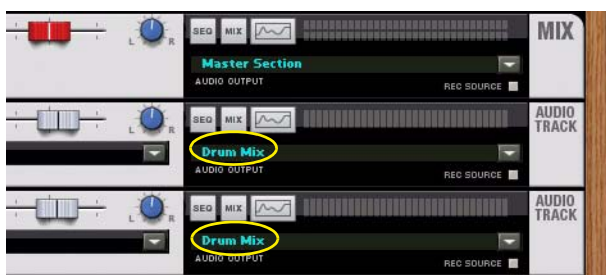 SEQ MIX MIX
L R
Master Section
AUDIO OUTPUT REC SOURCE
SEQ MIX AUDIO TRACK
L R
Drum Mix
AUDIO OUTPUT REC SOURCE
SEQ MIX AUDIO TRACK
L R
Drum Mix
AUDIO OUTPUT REC SOURCE